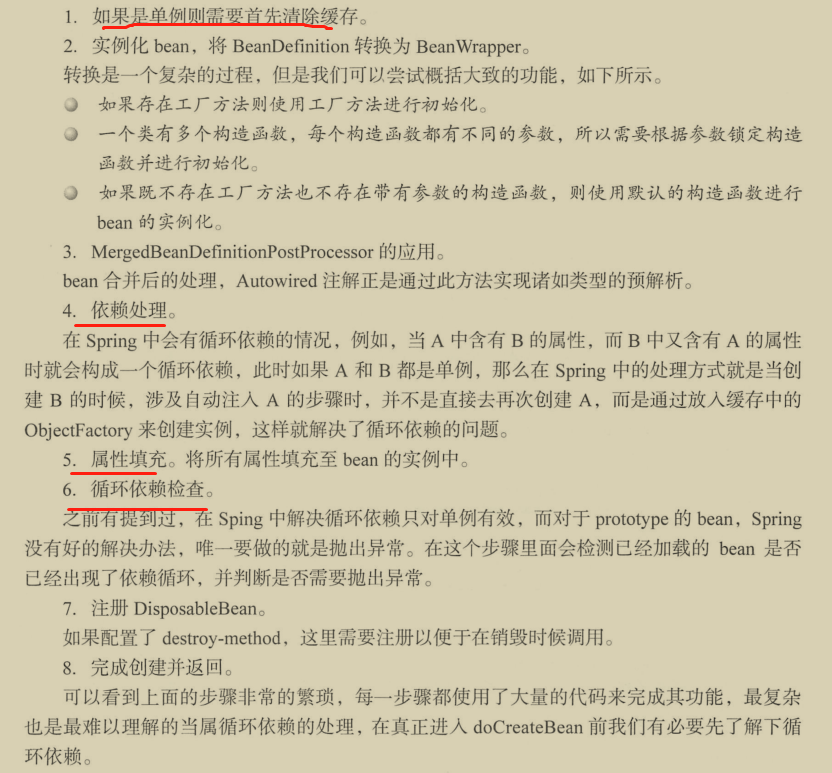 1. 如果是单例则需要首先清除缓存。
2. 实例化 bean，将 BeanDefinition 转换为 BeanWrapper。
转换是一个复杂的过程，但是我们可以尝试概括大致的功能，如下所示。
如果存在工厂方法则使用工厂方法进行初始化。
一个类有多个构造函数，每个构造函数都有不同的参数，所以需要根据参数锁定构造
函数并进行初始化。
如果既不存在工厂方法也不存在带有参数的构造函数，则使用默认的构造函数进行
bean 的实例化。
3. MergedBeanDefinitionPostProcessor 的应用。
bean 合并后的处理，Autowired 注解正是通过此方法实现诸如类型的预解析。
4. 依赖处理。
在 Spring 中会有循环依赖的情况，例如，当 A 中含有 B 的属性，而 B 中又含有 A 的属性
时就会构成一个循环依赖，此时如果 A 和 B 都是单例，那么在 Spring 中的处理方式就是当创
建 B 的时候，涉及自动注入 A 的步骤时，并不是直接去再次创建 A，而是通过放入缓存中的
ObjectFactory 来创建实例，这样就解决了循环依赖的问题。
5. 属性填充。将所有属性填充至 bean 的实例中。
6. 循环依赖检查。
之前有提到过，在 Sping 中解决循环依赖只对单例有效，而对于 prototype 的 bean，Spring
没有好的解决办法，唯一要做的就是抛出异常。在这个步骤里面会检测已经加载的 bean 是否
已经出现了依赖循环，并判断是否需要抛出异常。
7. 注册 DisposableBean。
如果配置了 destroy-method，这里需要注册以便于在销毁时候调用。
8. 完成创建并返回。
可以看到上面的步骤非常的繁琐，每一步骤都使用了大量的代码来完成其功能，最复杂
也是最难以理解的当属循环依赖的处理，在真正进入 doCreateBean 前我们有必要先了解下循
环依赖。